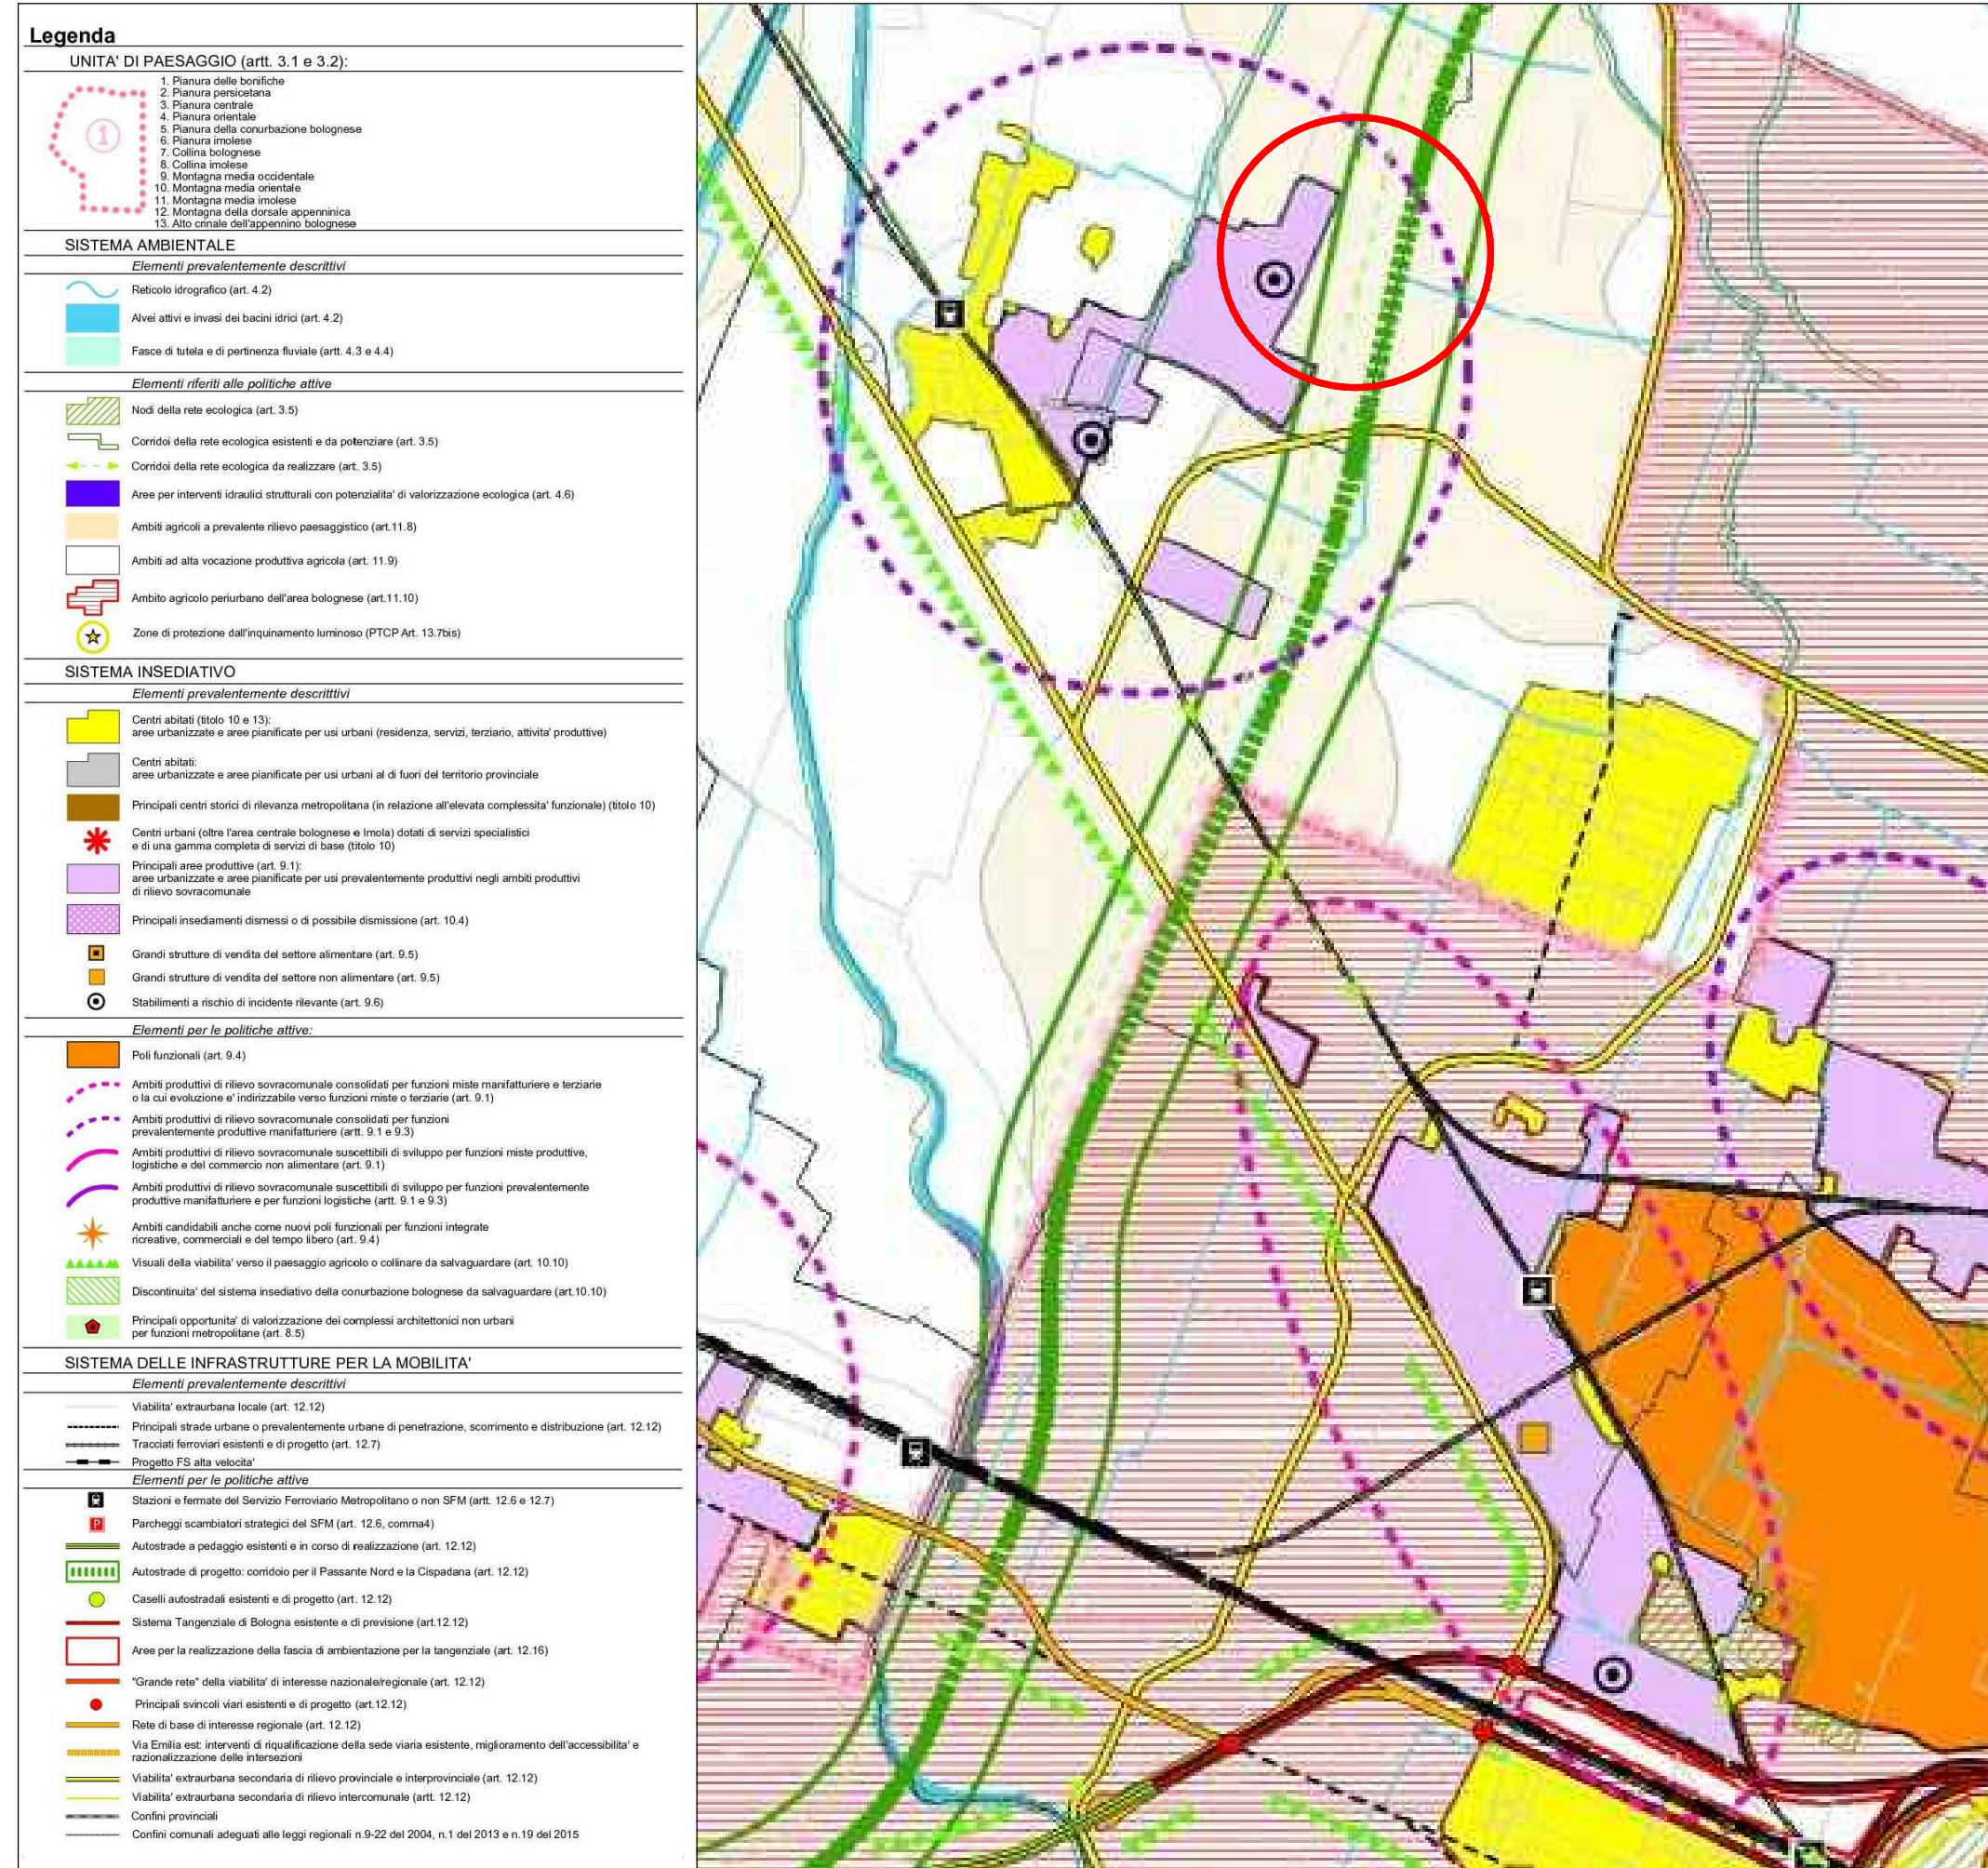 Legenda
UNITA' DI PAESAGGIO (artt. 3.1 e 3.2):
1
1. Pianura delle bonifiche
2. Pianura persicetana
3. Pianura centrale
4. Pianura orientale
5. Pianura della conurbazione bolognese
6. Pianura imolese
7. Collina bolognese
8. Collina imolese
9. Montagna media occidentale
10. Montagna media orientale
11. Montagna media imolese
12. Montagna della dorsale appenninica
13. Alto crinale dell'appennino bolognese
SISTEMA AMBIENTALE
Elementi prevalentemente descrittivi
Reticolo idrografico (art. 4.2)
Alvei attivi e invasi dei bacini idrici (art. 4.2)
Fasce di tutela e di pertinenza fluviale (artt. 4.3 e 4.4)
Elementi riferiti alle politiche attive
Nodi della rete ecologica (art. 3.5)
Corridoi della rete ecologica esistenti e da potenziare (art. 3.5)
Corridoi della rete ecologica da realizzare (art. 3.5)
Aree per interventi idraulici strutturali con potenzialita' di valorizzazione ecologica (art. 4.6)
Ambiti agricoli a prevalente rilievo paesaggistico (art.11.8)
Ambiti ad alta vocazione produttiva agricola (art. 11.9)
Ambito agricolo periurbano dell'area bolognese (art.11.10)
Zone di protezione dall'inquinamento luminoso (PTCP Art. 13.7bis)
SISTEMA INSEDIATIVO
Elementi prevalentemente descritttivi
Centri abitati (titolo 10 e 13):
aree urbanizzate e aree pianificate per usi urbani (residenza, servizi, terziario, attivita' produttive)
Centri abitati:
aree urbanizzate e aree pianificate per usi urbani al di fuori del territorio provinciale
Principali centri storici di rilevanza metropolitana (in relazione all'elevata complessita' funzionale) (titolo 10)
Centri urbani (oltre l'area centrale bolognese e Imola) dotati di servizi specialistici
e di una gamma completa di servizi di base (titolo 10)
Principali aree produttive (art. 9.1):
aree urbanizzate e aree pianificate per usi prevalentemente produttivi negli ambiti produttivi
di rilievo sovracomunale
Principali insediamenti dismessi o di possibile dismissione (art. 10.4)
Grandi strutture di vendita del settore alimentare (art. 9.5)
Grandi strutture di vendita del settore non alimentare (art. 9.5)
Stabilimenti a rischio di incidente rilevante (art. 9.6)
Elementi per le politiche attive:
Poli funzionali (art. 9.4)
Ambiti produttivi di rilievo sovracomunale consolidati per funzioni miste manifatturiere e terziarie
o la cui evoluzione e' indirizzabile verso funzioni miste o terziarie (art. 9.1)
Ambiti produttivi di rilievo sovracomunale consolidati per funzioni
prevalentemente produttive manifatturiere (artt. 9.1 e 9.3)
Ambiti produttivi di rilievo sovracomunale suscettibili di sviluppo per funzioni miste produttive,
logistiche e del commercio non alimentare (art. 9.1)
Ambiti produttivi di rilievo sovracomunale suscettibili di sviluppo per funzioni prevalentemente
produttive manifatturiere e per funzioni logistiche (artt. 9.1 e 9.3)
Ambiti candidabili anche come nuovi poli funzionali per funzioni integrate
ricreative, commerciali e del tempo libero (art. 9.4)
Visuali della viabilita' verso il paesaggio agricolo o collinare da salvaguardare (art. 10.10)
Discontinuita' del sistema insediativo della conurbazione bolognese da salvaguardare (art.10.10)
Principali opportunita' di valorizzazione dei complessi architettonici non urbani
per funzioni metropolitane (art. 8.5)
SISTEMA DELLE INFRASTRUTTURE PER LA MOBILITA'
Elementi prevalentemente descrittivi
Viabilita' extraurbana locale (art. 12.12)
Principali strade urbane o prevalentemente urbane di penetrazione, scorrimento e distribuzione (art. 12.12)
Tracciati ferroviari esistenti e di progetto (art. 12.7)
Progetto FS alta velocita'
Elementi per le politiche attive
Stazioni e fermate del Servizio Ferroviario Metropolitano o non SFM (artt. 12.6 e 12.7)
P Parcheggi scambiatori strategici del SFM (art. 12.6, comma4)
Autostrade a pedaggio esistenti e in corso di realizzazione (art. 12.12)
Autostrade di progetto: corridoio per il Passante Nord e la Cispadana (art. 12.12)
Caselli autostradali esistenti e di progetto (art. 12.12)
Sistema Tangenziale di Bologna esistente e di previsione (art.12.12)
Aree per la realizzazione della fascia di ambientazione per la tangenziale (art. 12.16)
"Grande rete" della viabilita' di interesse nazionale/regionale (art. 12.12)
Principali svincoli viari esistenti e di progetto (art.12.12)
Rete di base di interesse regionale (art. 12.12)
Via Emilia est: interventi di riqualificazione della sede viaria esistente, miglioramento dell'accessibilita' e
razionalizzazione delle intersezioni
Viabilita' extraurbana secondaria di rilievo provinciale e interprovinciale (art. 12.12)
Viabilita' extraurbana secondaria di rilievo intercomunale (artt. 12.12)
Confini provinciali
Confini comunali adeguati alle leggi regionali n.9-22 del 2004, n.1 del 2013 e n.19 del 2015